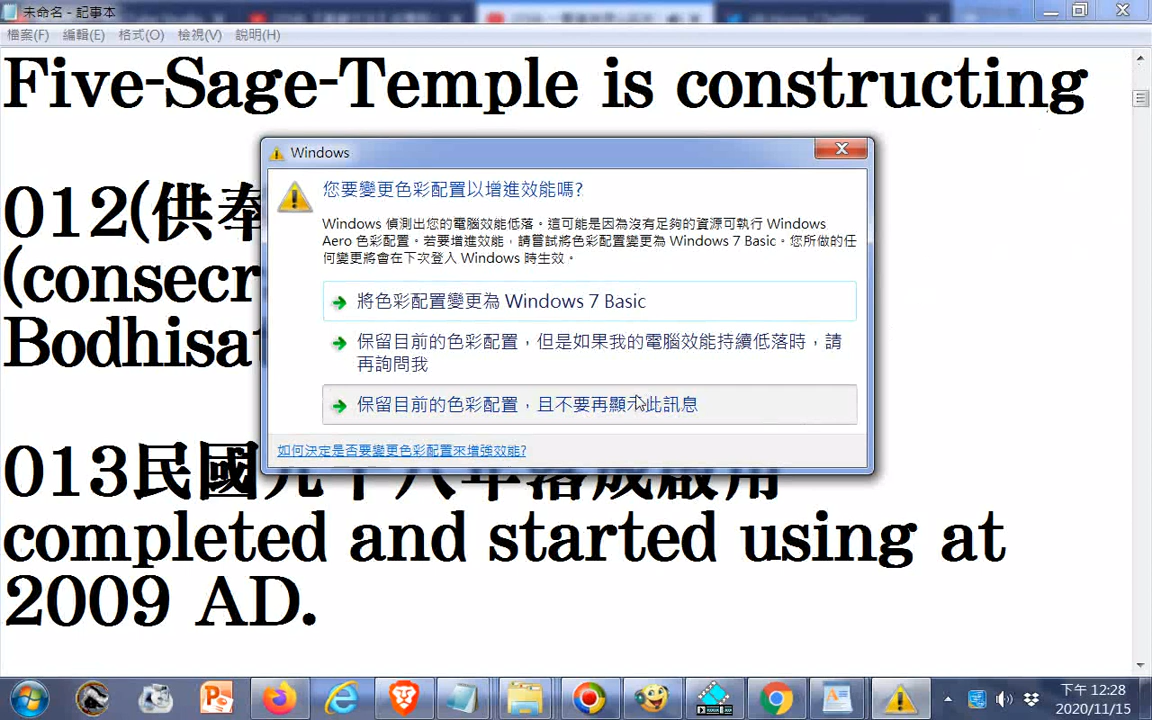 未命名 - 記事本
檔案(F) 編輯(E) 格式(O) 檢視(V) 說明(H)
Five-Sage-Temple is constructing
Windows
您要變更色彩配置以增進效能嗎?
Windows 偵測出您的電腦效能低落。這可能是因為沒有足夠的資源可執行 Windows
Aero 色彩配置。若要增進效能，請嘗試將色彩配置變更為 Windows 7 Basic。您所做的任
何變更將會在下次登入 Windows 時生效。
將色彩配置變更為 Windows 7 Basic
保留目前的色彩配置，但是如果我的電腦效能持續低落時，請
再詢問我
保留目前的色彩配置，且不要再顯示此訊息
如何決定是否要變更色彩配置來增強效能?
012(供奉
(consecr
Bodhisat
013民國九十八年落成啟用
completed and started using at
2009 AD.
下午 12:28
2020/11/15